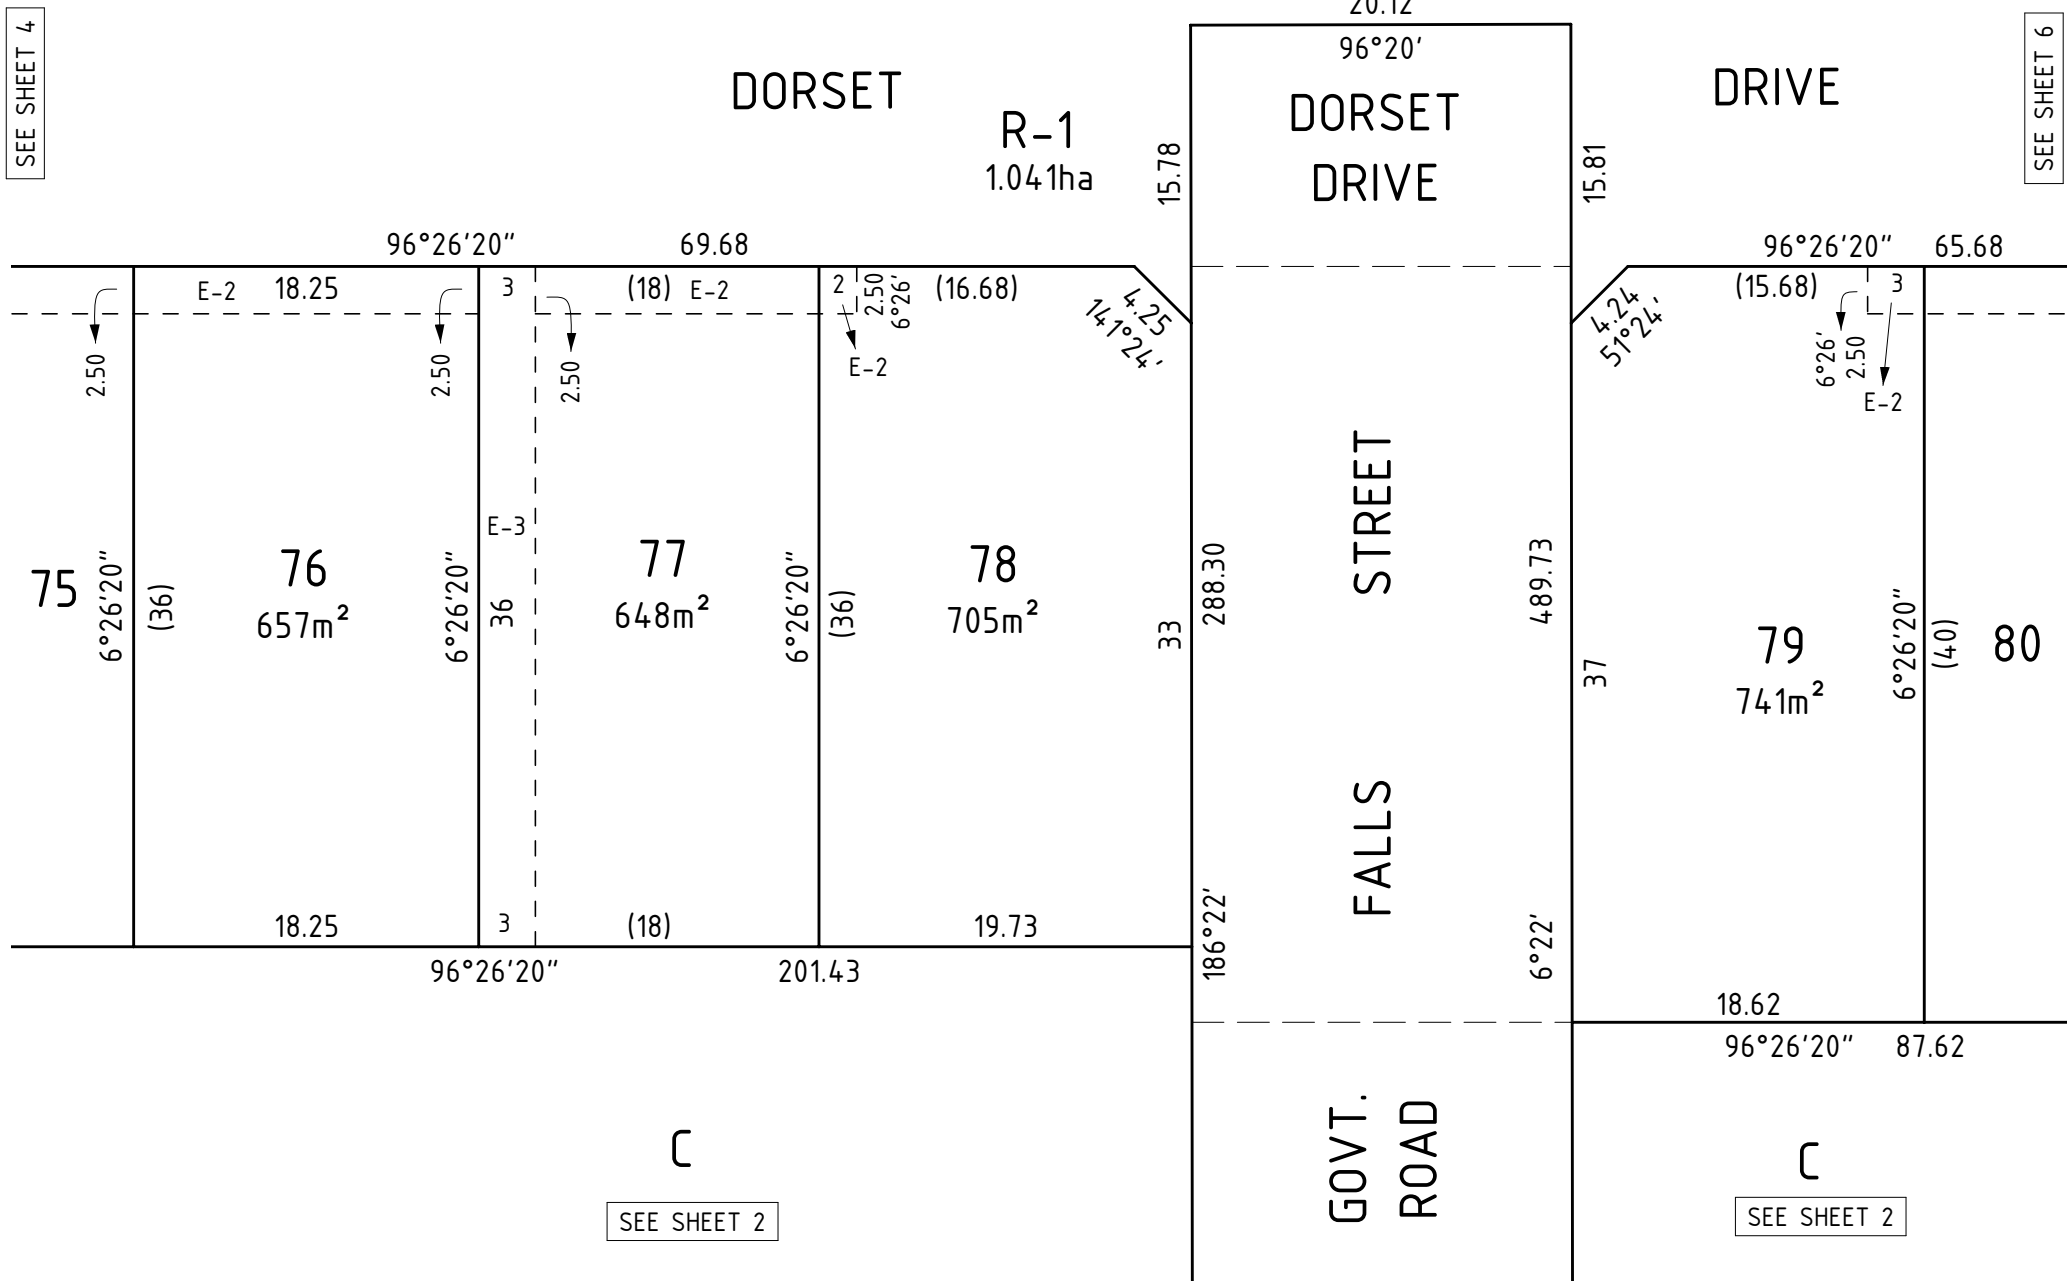 SEE SHEET 4
20.12
SEE SHEET 6
96°20'
DORSET
DORSET
DRIVE
DRIVE
R-1
1.041ha
15.78
15.81
96°26'20"
69.68
96°26'20"
65.68
E-2
18.25
3
(18)
E-2
2
2.50
6°26'
(16.68)
4.25
141°24'
4.24
51°24'
(15.68)
3
2.50
2.50
2.50
E-2
6°26'
2.50
E-2
STREET
E-3
75
6°26'20"
(36)
76
657m²
6°26'20"
36
77
648m²
6°26'20"
(36)
78
705m²
33
288.30
489.73
37
79
741m²
6°26'20"
(40)
80
FALLS
18.25
3
(18)
19.73
186°22'
6°22'
96°26'20"
201.43
18.62
96°26'20"
87.62
GOVT.
ROAD
C
C
SEE SHEET 2
SEE SHEET 2